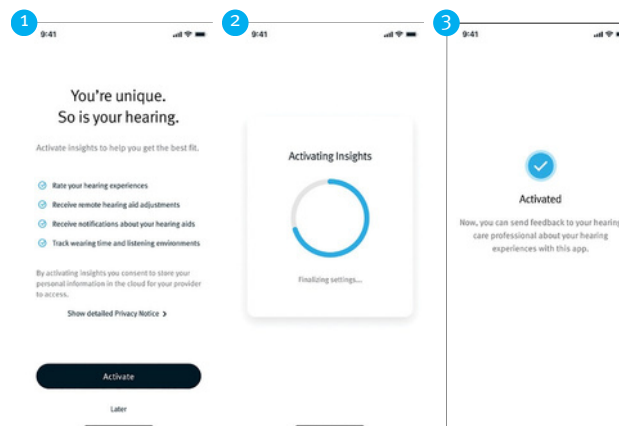 1
9:41
You're unique.
So is your hearing.
Activate insights to help you get the best fit.
Rate your hearing experiences
Receive remote hearing aid adjustments
Receive notifications about your hearing aids
Track wearing time and listening environments
By activating insights you consent to store your
personal information in the cloud for your provider
to access.
Show detailed Privacy Notice >
Activate
Later
2
9:41
Activating Insights
Finalizing settings...
3
9:41
Activated
Now, you can send feedback to your hearing
care professional about your hearing
experiences with this app.